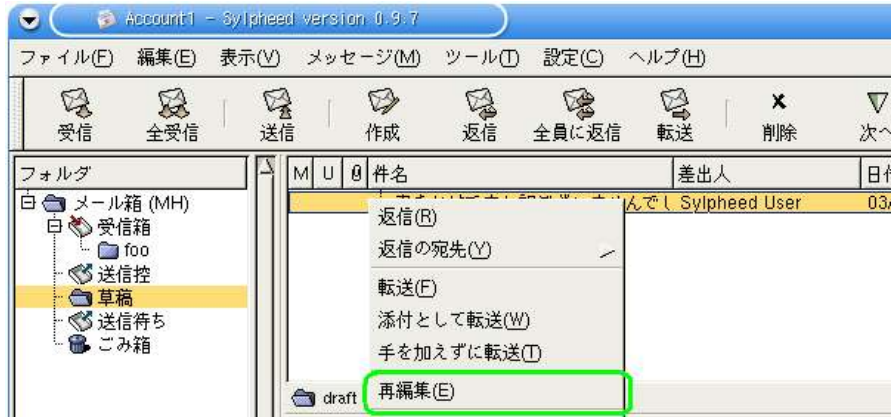 Account1 - Sylpheed version 0.9.7
ファイル(F) 編集(E) 表示(V) メッセージ(M) ツール(T) 設定(C) ヘルプ(H)
受信 全受信 送信 作成 返信 全員に返信 転送 削除 次へ
フォルダ
M U 件名 差出人 日付
メール箱 (MH)
んでし Sylpheed User 03/
受信箱
foo
送信控
草稿
送信待ち
ごみ箱
返信(R)
返信の宛先(Y)
転送(F)
添付として転送(W)
手を加えずに転送(T)
再編集(E)
draft